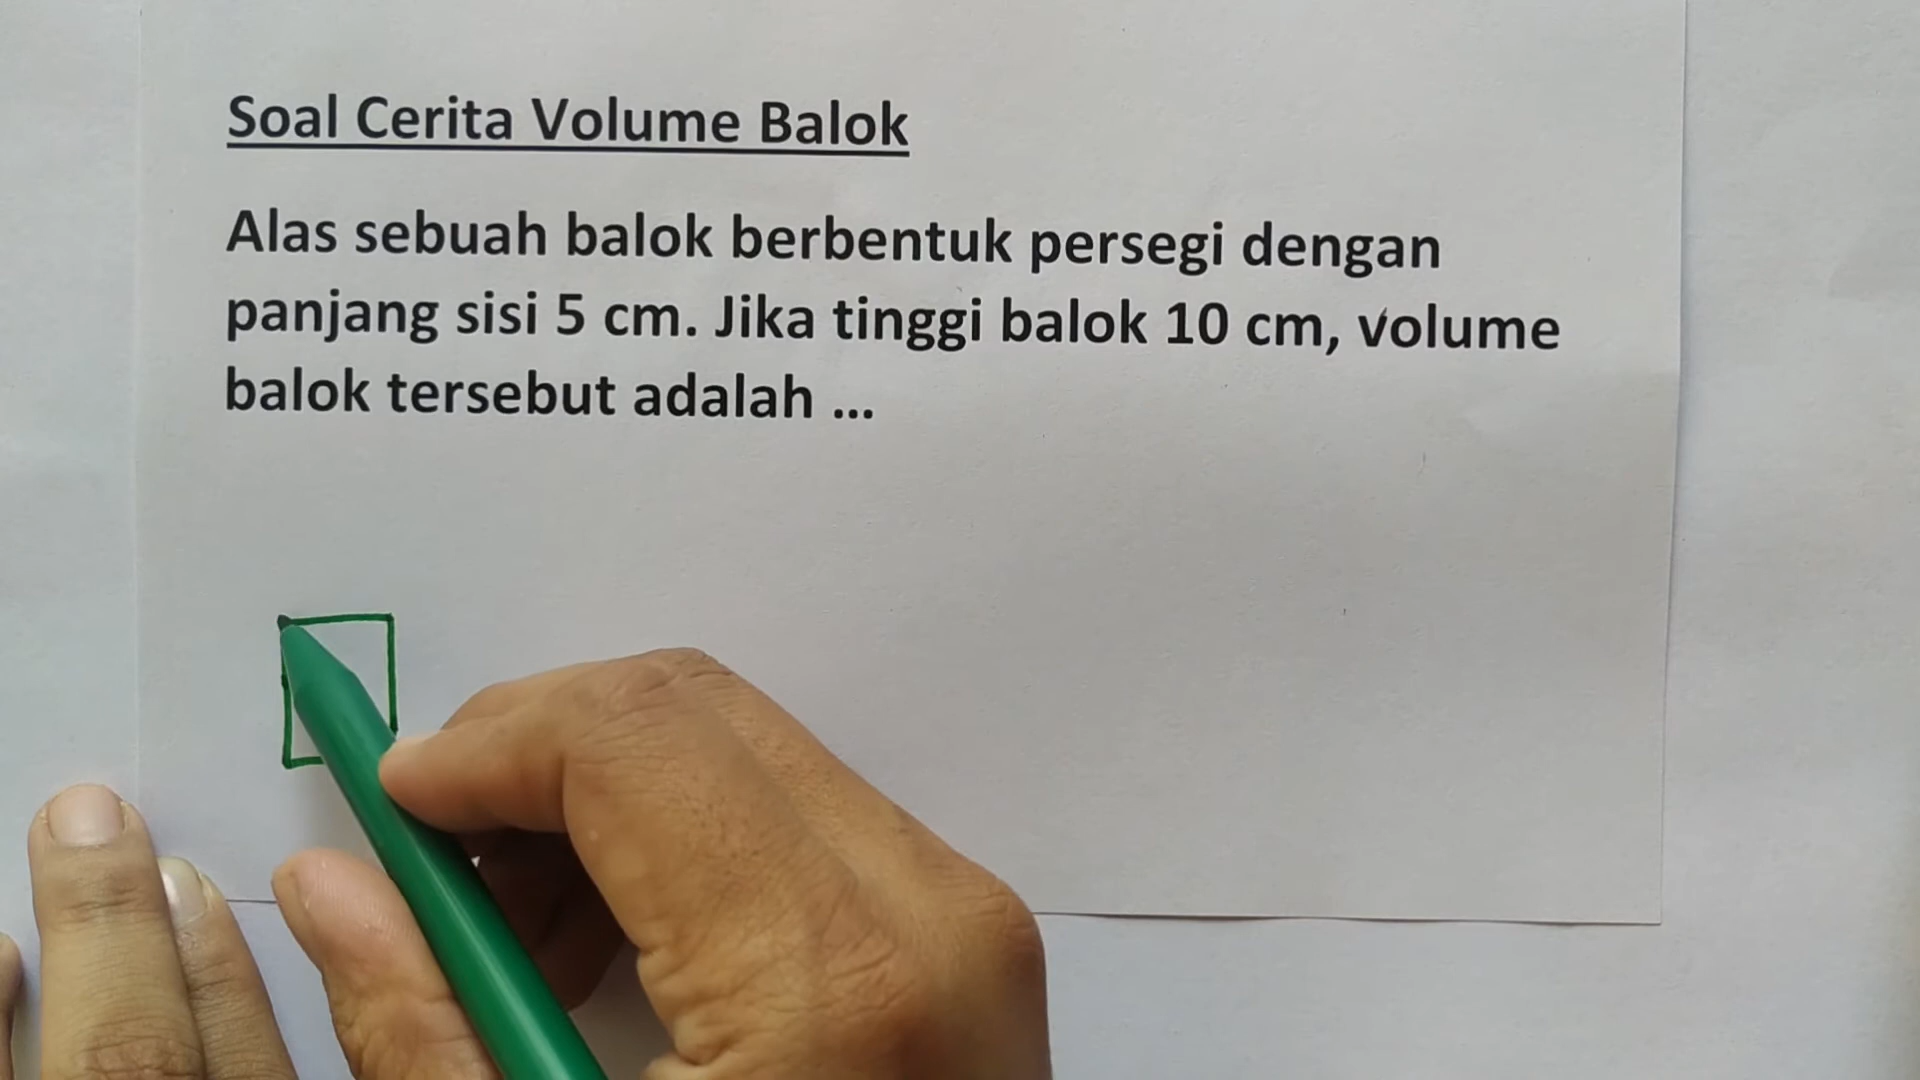 Soal Cerita Volume Balok
Alas sebuah balok berbentuk persegi dengan
panjang sisi 5 cm. Jika tinggi balok 10 cm, volume
balok tersebut adalah ...